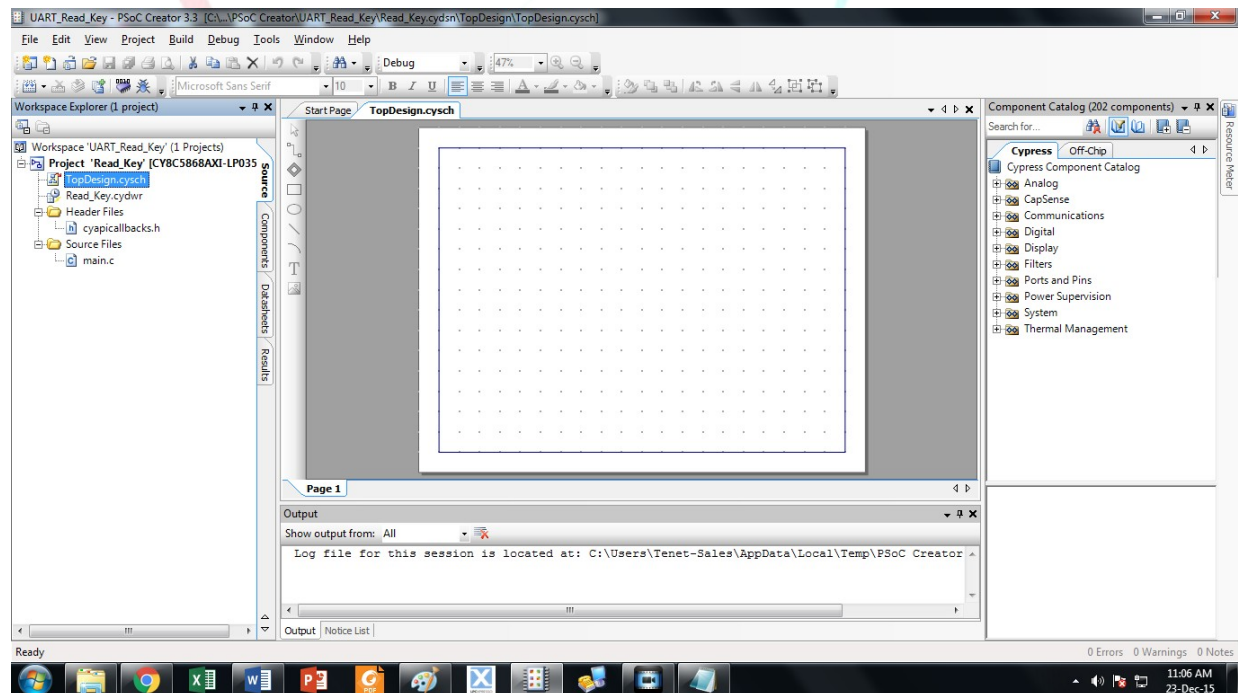 UART_Read_Key - PSoC Creator 3.3 [C:\...\PSoC Creator\UART_Read_Key\Read_Key.cydsn\TopDesign\TopDesign.cysch]
File Edit View Project Build Debug Tools Window Help
Debug 47%
Microsoft Sans Serif 10 B I U A
Workspace Explorer (1 project)
Workspace 'UART_Read_Key' (1 Projects)
Project 'Read_Key' [CY8C5868AXI-LP035
TopDesign.cysch
Read_Key.cydwr
Header Files
cyapicallbacks.h
Source Files
main.c
Source
Components
Datasheets
Results
Start Page TopDesign.cysch
T
Page 1
Output
Show output from: All
Log file for this session is located at: C:\Users\Tenet-Sales\AppData\Local\Temp\PSoC Creator
Output Notice List
Component Catalog (202 components)
Search for...
Cypress Off-Chip
Cypress Component Catalog
Analog
CapSense
Communications
Digital
Display
Filters
Ports and Pins
Power Supervision
System
Thermal Management
Resource Meter
Ready
0 Errors 0 Warnings 0 Notes
11:06 AM
23-Dec-15